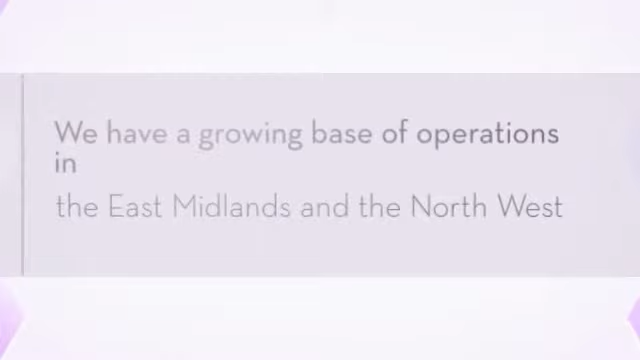 We have a growing base of operations
in
the East Midlands and the North West